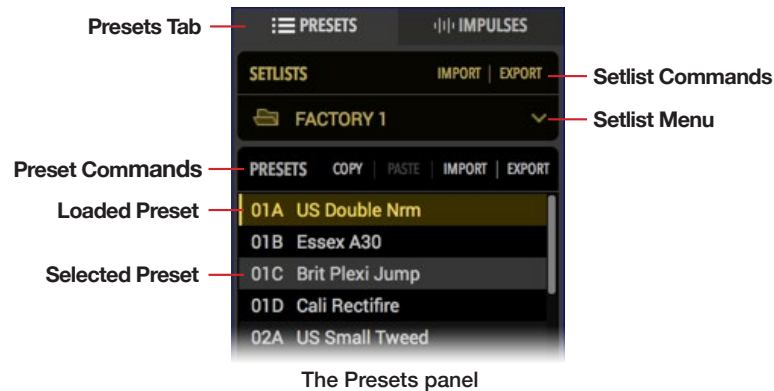 Presets Tab
PRESETS
IMPULSES
SETLISTS
IMPORT | EXPORT
Setlist Commands
FACTORY 1
Setlist Menu
Preset Commands
PRESETS COPY | PASTE | IMPORT | EXPORT
Loaded Preset
01A US Double Nrm
01B Essex A30
Selected Preset
01C Brit Plexi Jump
01D Cali Rectifire
02A US Small Tweed
The Presets panel